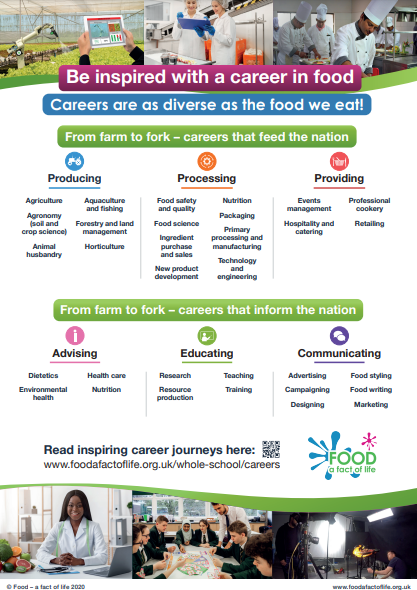 Be inspired with a career in food
Careers are as diverse as the food we eat!
From farm to fork – careers that feed the nation
Producing
Agriculture
Agronomy
(soil and
crop science)
Animal
husbandry
Aquaculture
and fishing
Forestry and land
management
Horticulture
Processing
Food safety
and quality
Food science
Ingredient
purchase
and sales
New product
development
Nutrition
Packaging
Primary
processing and
manufacturing
Technology
and
engineering
Providing
Events
management
Hospitality and
catering
Professional
cookery
Retailing
From farm to fork – careers that inform the nation
Advising
Dietetics
Environmental
health
Health care
Nutrition
Educating
Research
Resource
production
Teaching
Training
Communicating
Advertising
Campaigning
Designing
Food styling
Food writing
Marketing
Read inspiring career journeys here:
www.foodafactoflife.org.uk/whole-school/careers
FOOD
a fact of life
© Food – a fact of life 2020
www.foodafactoflife.org.uk